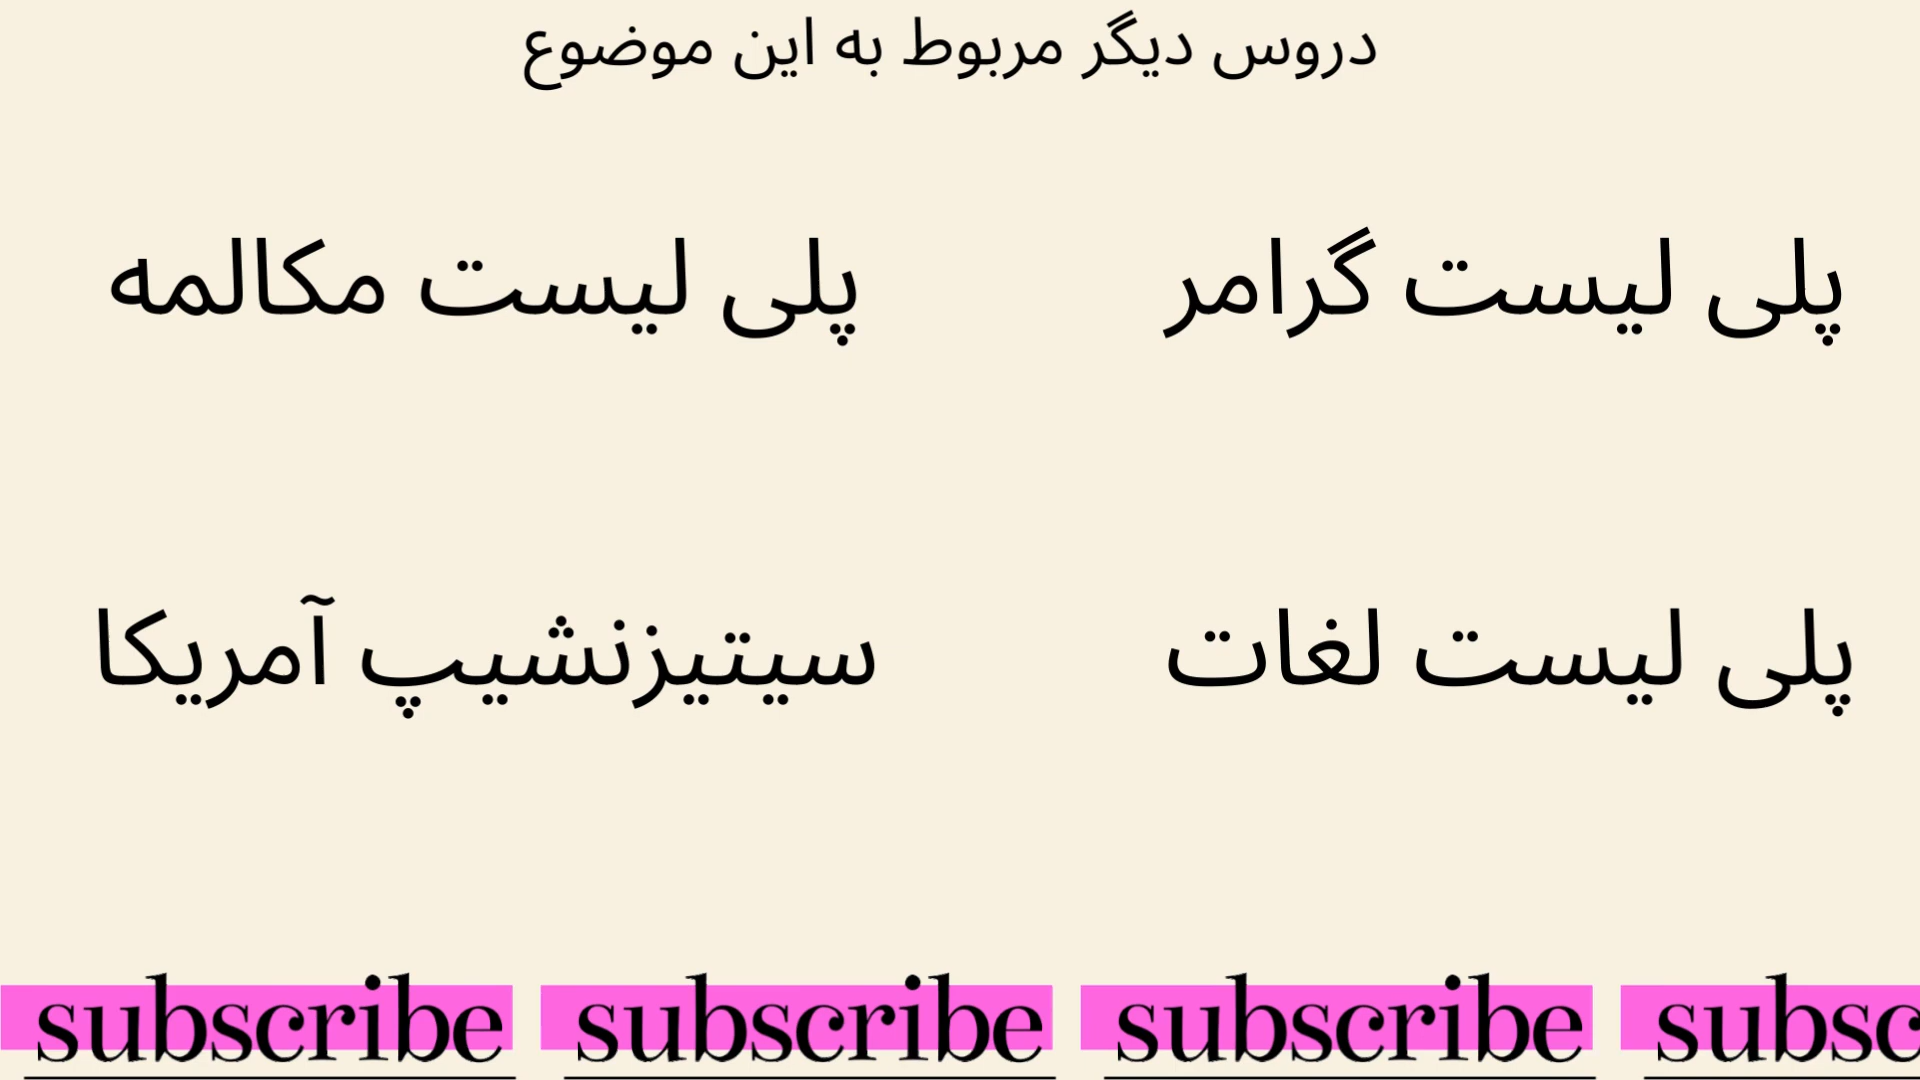 دروس دیگر مربوط به این موضوع
پلی لیست گرامر
پلی لیست مکالمه
پلی لیست لغات
سیتیزنشیپ آمریکا
subscribe subscribe subscribe subsc